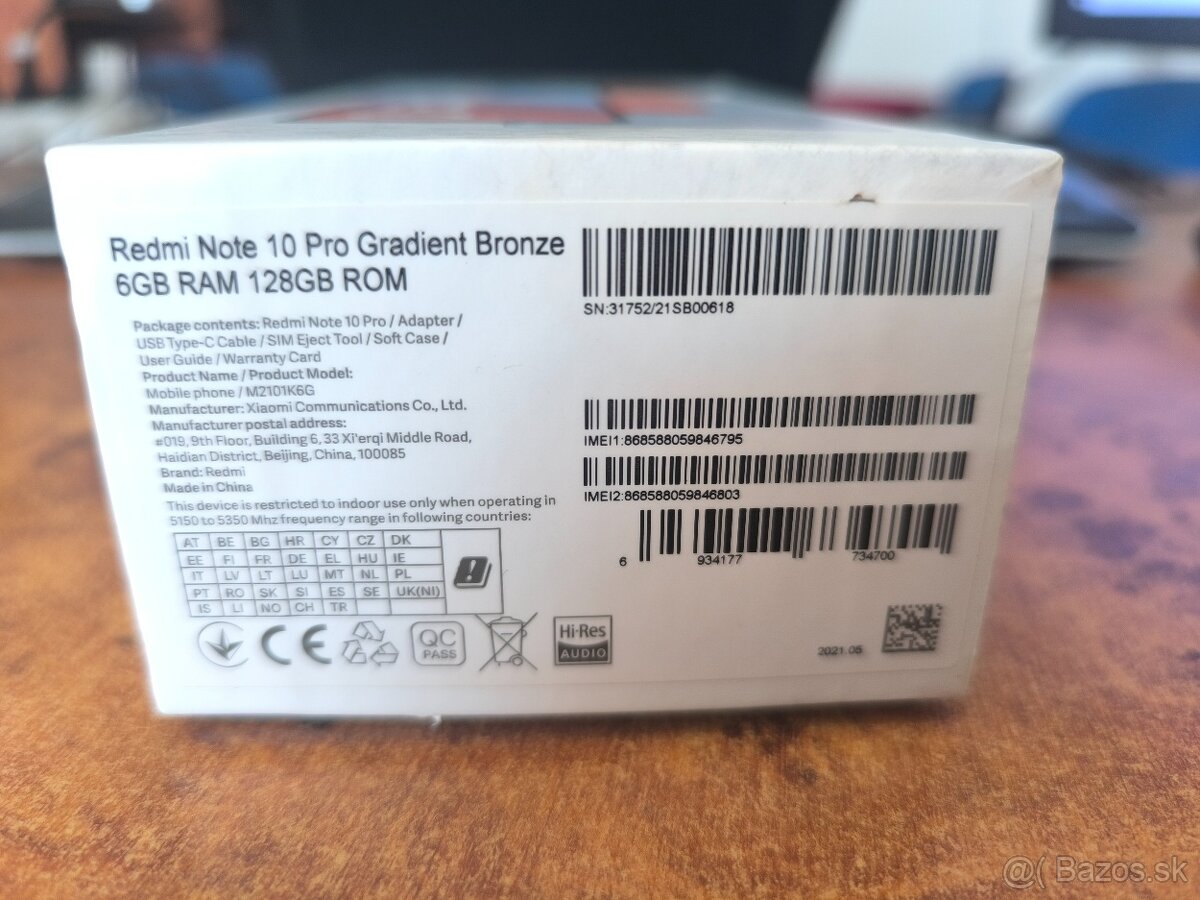 Redmi Note 10 Pro Gradient Bronze
6GB RAM 128GB ROM
Package contents: Redmi Note 10 Pro / Adapter /
USB Type-C Cable / SIM Eject Tool / Soft Case /
User Guide / Warranty Card
Product Name / Product Model:
Mobile phone / M2101K6G
Manufacturer: Xiaomi Communications Co., Ltd.
Manufacturer postal address:
#019, 9th Floor, Building 6, 33 Xi'erqi Middle Road,
Haidian District, Beijing, China, 100085
Brand: Redmi
Made in China
This device is restricted to indoor use only when operating in
5150 to 5350 Mhz frequency range in following countries:
AT BE BG HR CY CZ DK
EE FI FR DE EL HU IE
IT LV LT LU MT NL PL
PT RO SK SI ES SE UK(NI)
IS LI NO CH TR
CE
QC
PASS
Hi-Res
AUDIO
SN:31752/21SB00618
IMEI1:868588059846795
IMEI2:868588059846803
6 934177 734700
2021.05
@( Bazos.sk